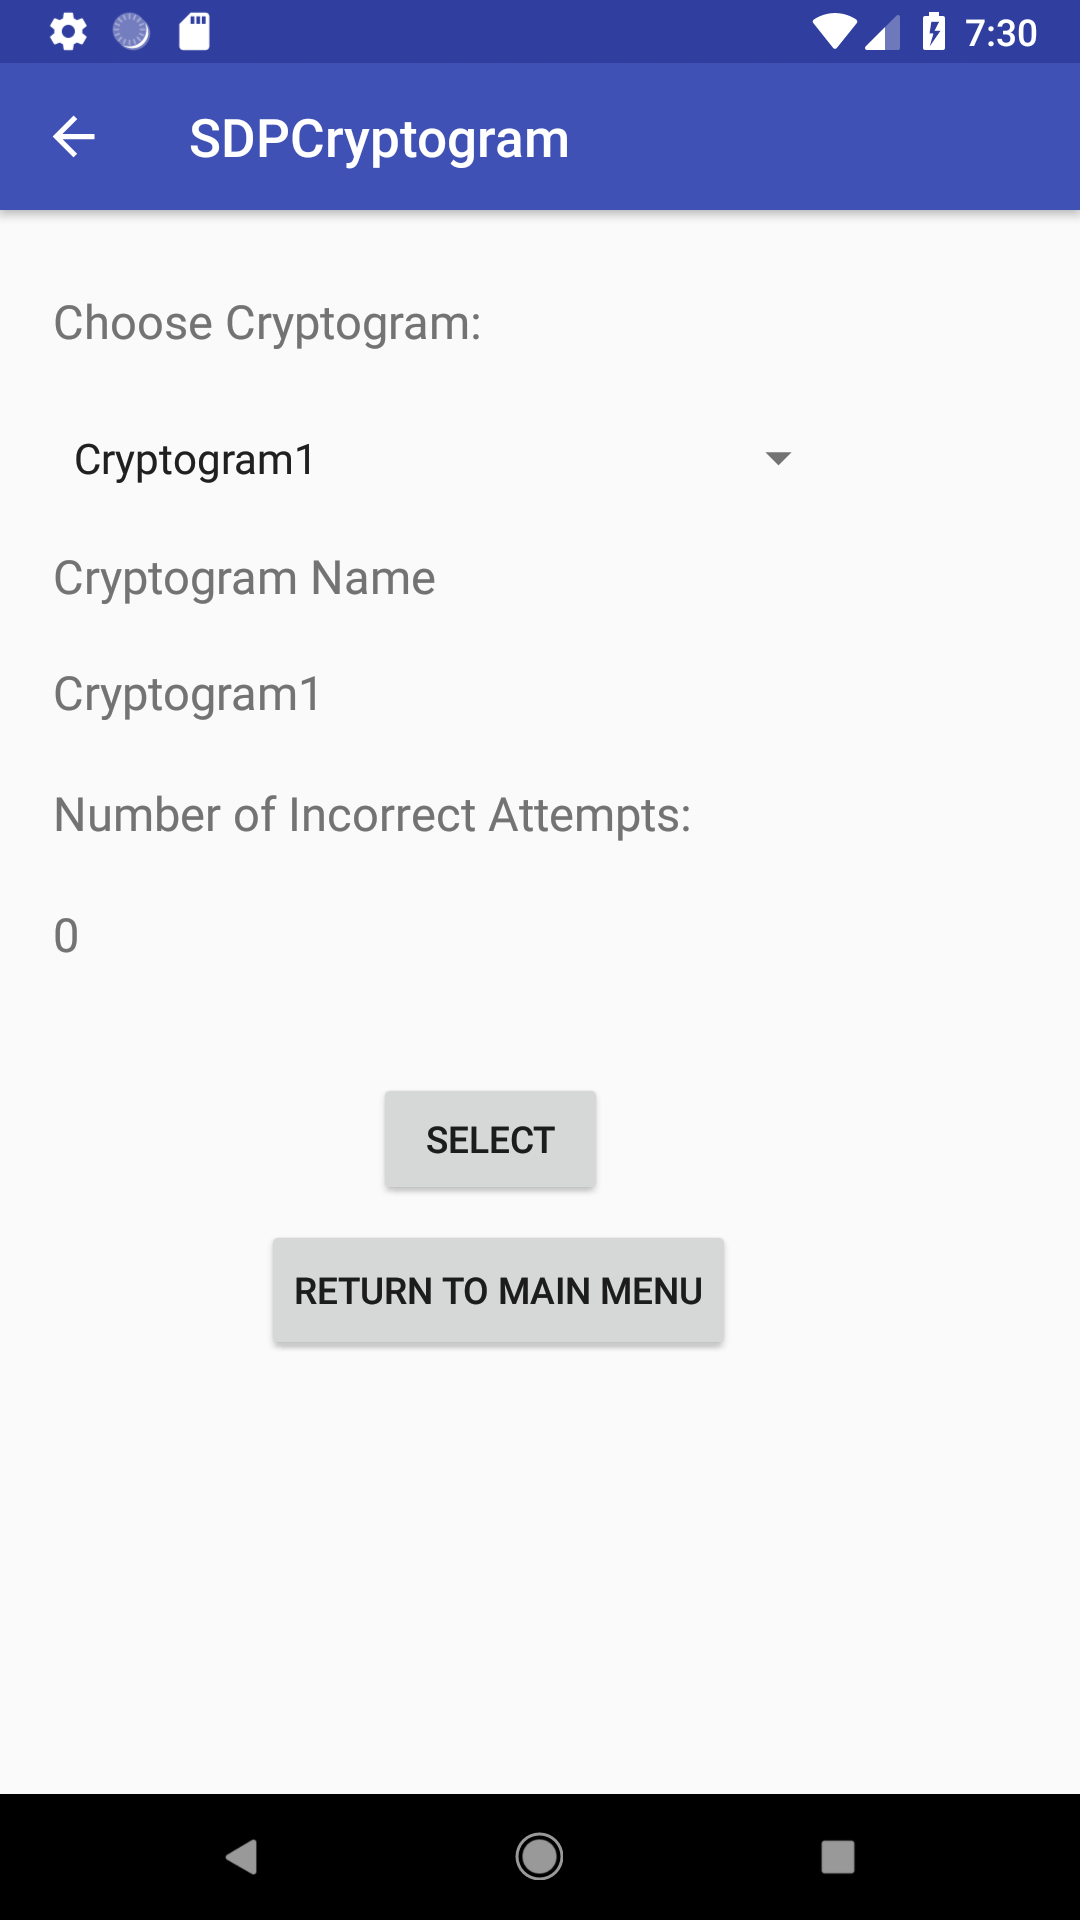 7:30
SDPCryptogram
Choose Cryptogram:
Cryptogram1
Cryptogram Name
Cryptogram1
Number of Incorrect Attempts:
0
SELECT
RETURN TO MAIN MENU